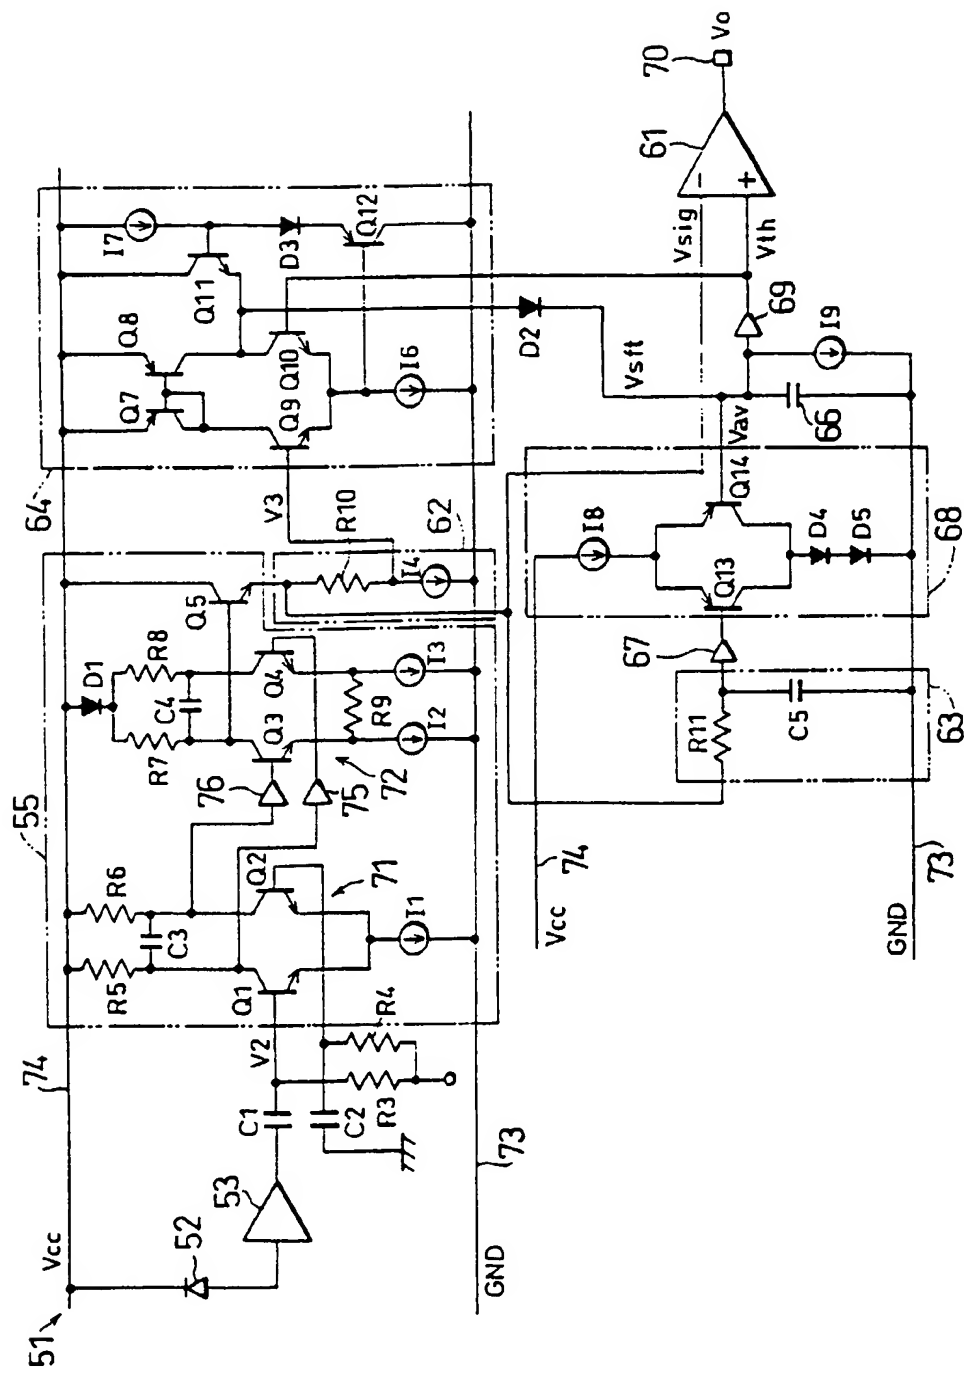 51
Vcc
74
52
53
C1
C2
V2
R3
R4
GND
73
55
R5
R6
C3
Q1
Q2
71
I1
76
75
72
D1
R7
R8
C4
Q3
Q4
R9
I2
I3
Q5
62
I4
R10
V3
64
Q7
Q8
Q9
Q10
Q11
Q12
I6
I7
D3
D2
Vsft
Vsig
Vth
61
70
Vo
69
I9
66
Vav
68
Q13
Q14
I8
D4
D5
67
63
R11
C5
74
Vcc
GND
73